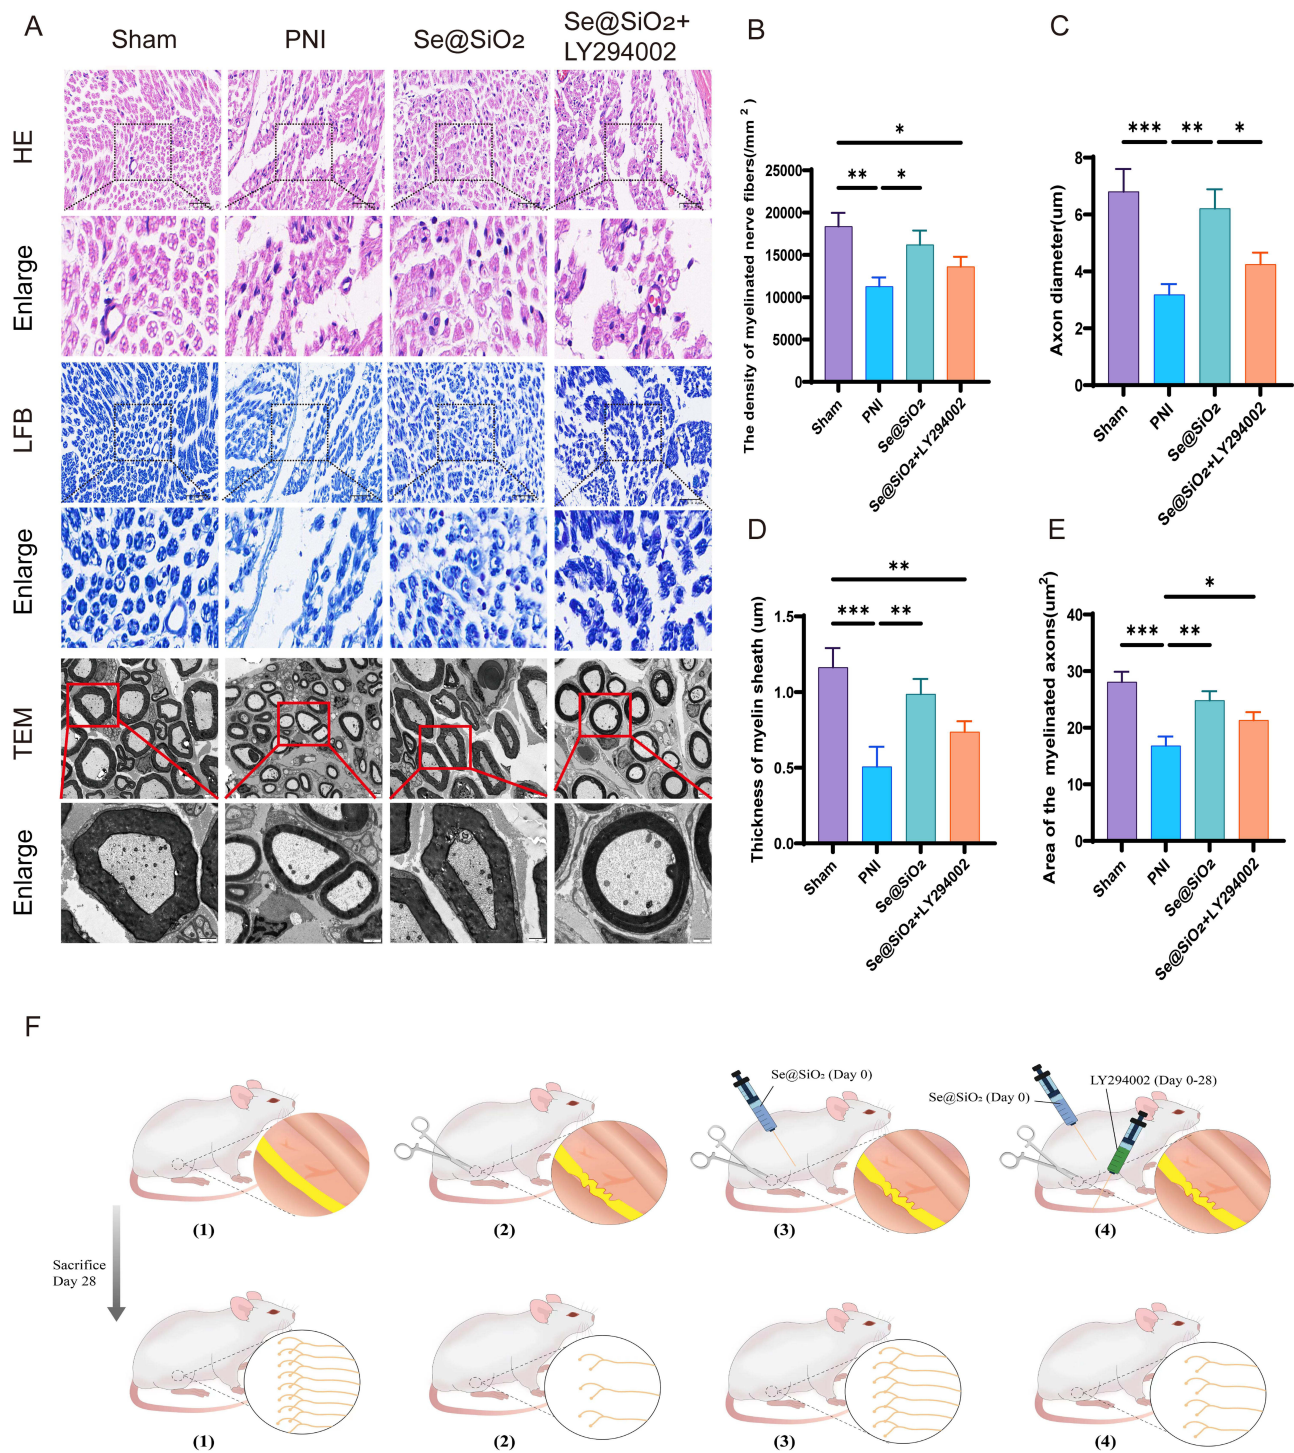 A
Sham
PNI
Se@SiO2
Se@SiO2+
LY294002
HE
Enlarge
LFB
Enlarge
TEM
Enlarge
B
The density of myelinated nerve fibers(/mm 2 )
25000
20000
15000
10000
5000
0
*
** *
Sham
PNI
Se@SiO2
Se@SiO2+LY294002
C
Axon diameter(um)
8
6
4
2
0
*** ** *
Sham
PNI
Se@SiO2
Se@SiO2+LY294002
D
Thickness of myelin sheath (um)
1.5
1.0
0.5
0.0
**
*** **
Sham
PNI
Se@SiO2
Se@SiO2+LY294002
E
Area of the myelinated axons(um2)
40
30
20
10
0
*
*** **
Sham
PNI
Se@SiO2
Se@SiO2+LY294002
F
Se@SiO2 (Day 0)
Se@SiO2 (Day 0)
LY294002 (Day 0-28)
(1)
(2)
(3)
(4)
Sacrifice
Day 28
(1)
(2)
(3)
(4)